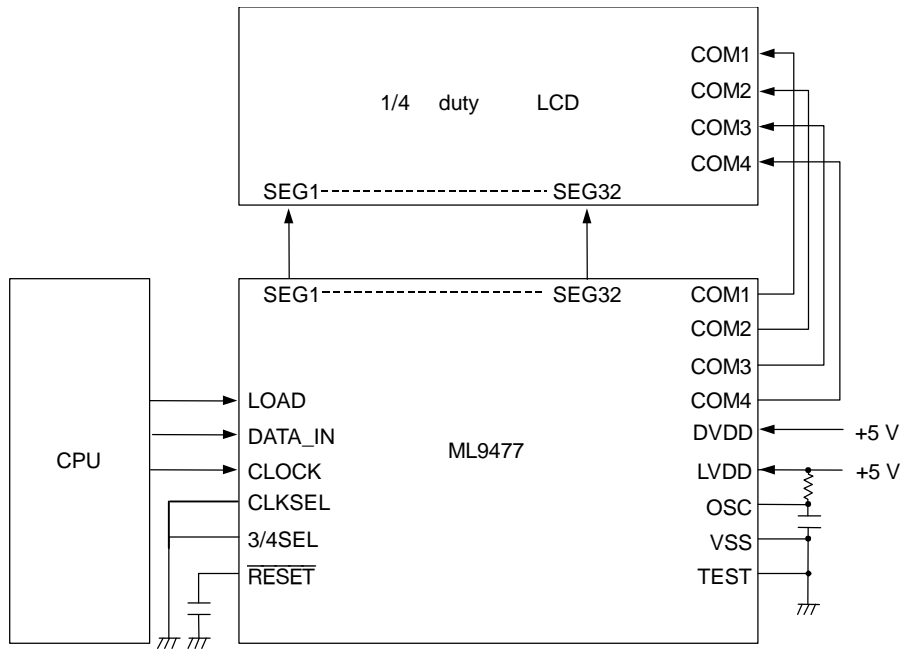 COM1
COM2
1/4 duty LCD
COM3
COM4
SEG1 SEG32
SEG1 SEG32
COM1
COM2
COM3
LOAD
COM4
DATA_IN
DVDD
+5 V
CPU
ML9477
CLOCK
LVDD
+5 V
CLKSEL
OSC
3/4SEL
VSS
RESET
TEST